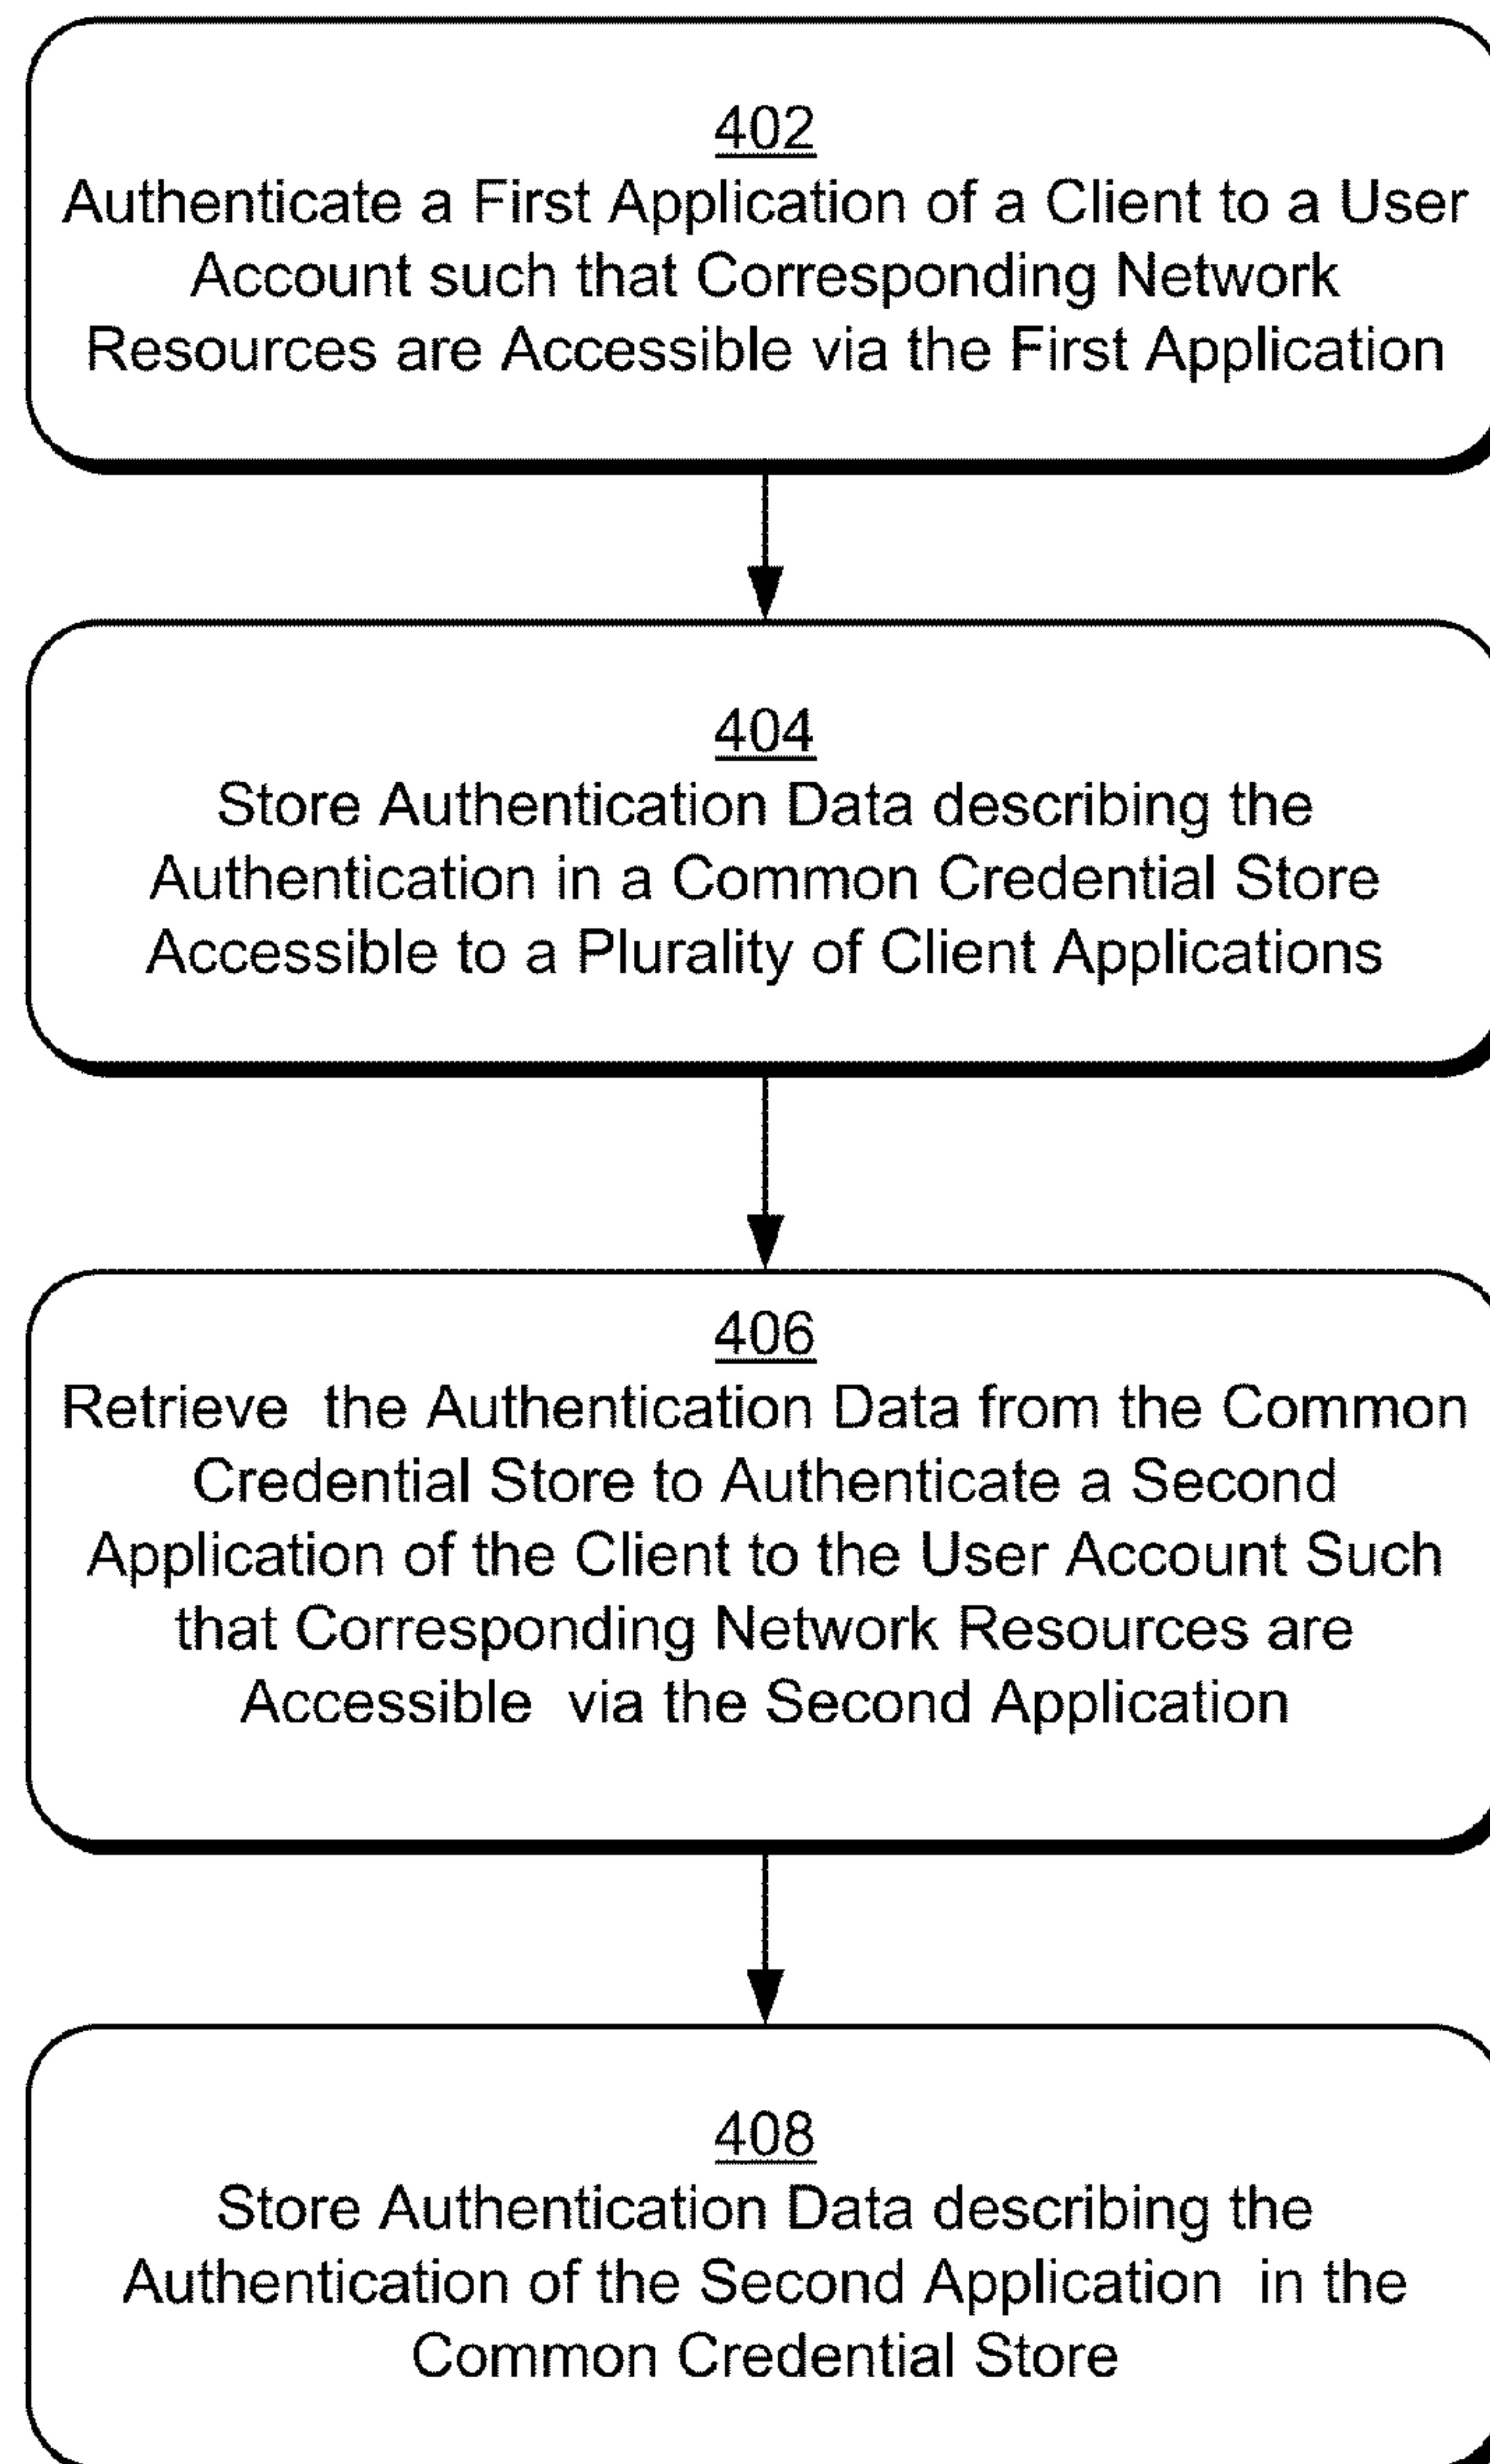 402
Authenticate a First Application of a Client to a User
Account such that Corresponding Network
Resources are Accessible via the First Application
404
Store Authentication Data describing the
Authentication in a Common Credential Store
Accessible to a Plurality of Client Applications
406
Retrieve the Authentication Data from the Common
Credential Store to Authenticate a Second
Application of the Client to the User Account Such
that Corresponding Network Resources are
Accessible via the Second Application
408
Store Authentication Data describing the
Authentication of the Second Application in the
Common Credential Store